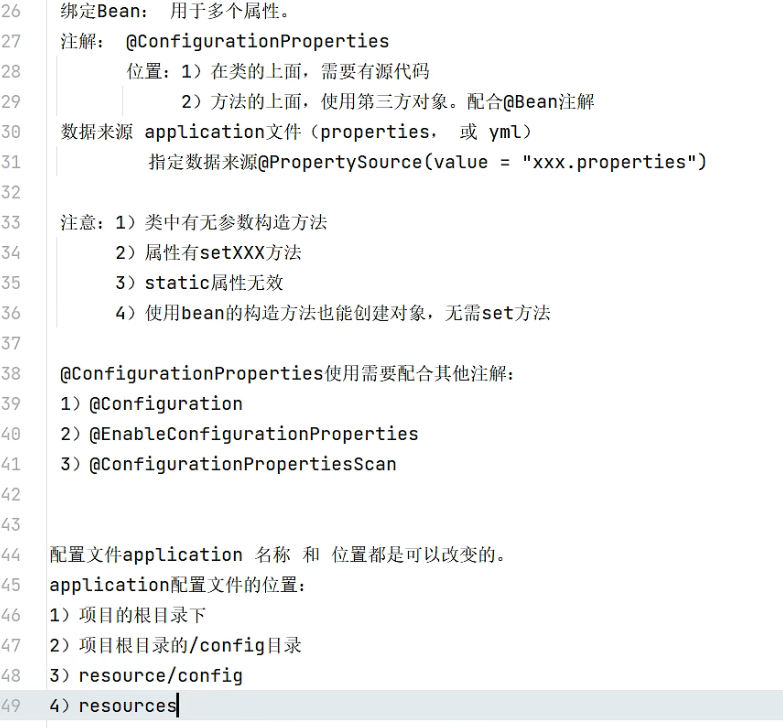 26 绑定Bean： 用于多个属性。
27 注解： @ConfigurationProperties
28 位置：1）在类的上面，需要有源代码
29 2）方法的上面，使用第三方对象。配合@Bean注解
30 数据来源 application文件（properties， 或 yml）
31 指定数据来源@PropertySource(value = "xxx.properties")
32
33 注意：1）类中有无参数构造方法
34 2）属性有setXXX方法
35 3）static属性无效
36 4）使用bean的构造方法也能创建对象，无需set方法
37
38 @ConfigurationProperties使用需要配合其他注解：
39 1）@Configuration
40 2）@EnableConfigurationProperties
41 3）@ConfigurationPropertiesScan
42
43
44 配置文件application 名称 和 位置都是可以改变的。
45 application配置文件的位置：
46 1）项目的根目录下
47 2）项目根目录的/config目录
48 3）resource/config
49 4）resources